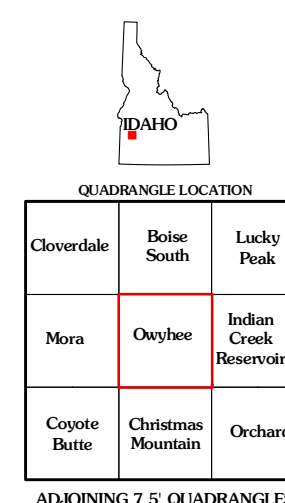 IDAHO
QUADRANGLE LOCATION
Cloverdale
Boise
South
Lucky
Peak
Mora
Owyhee
Indian
Creek
Reservoir
Coyote
Butte
Christmas
Mountain
Orchard
ADJOINING 7.5' QUADRANGLES